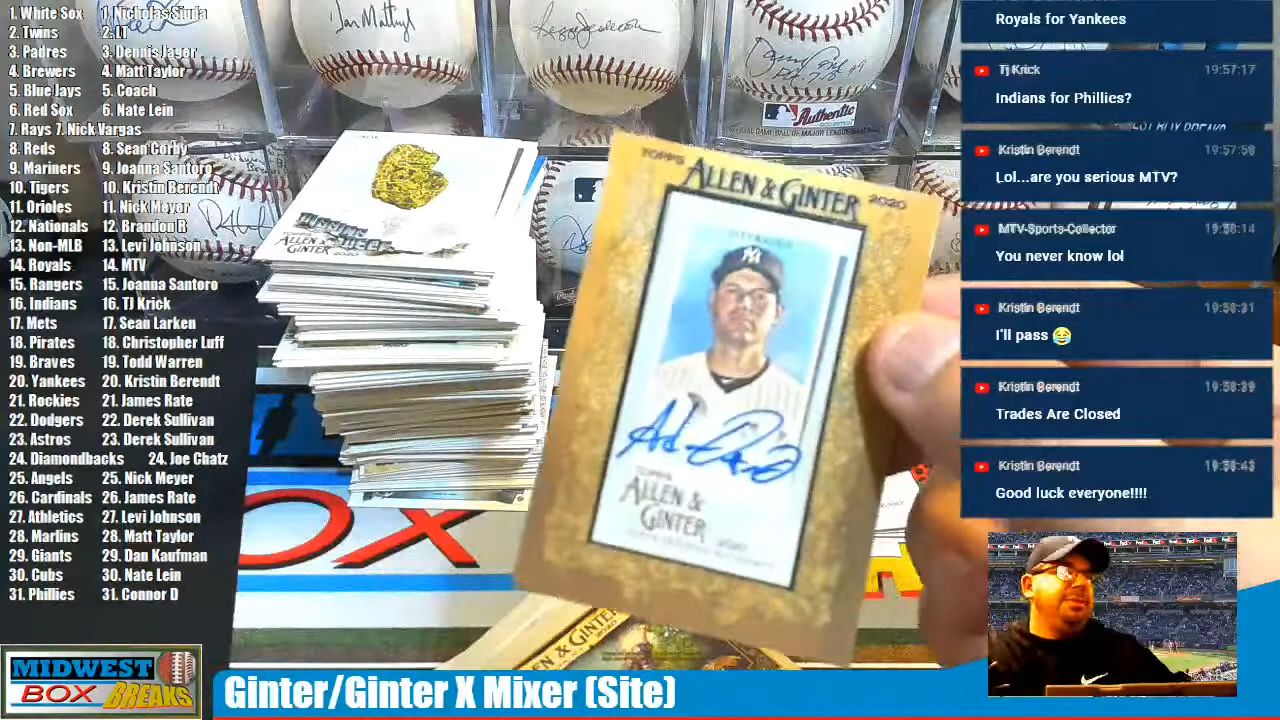 1. White Sox 1. Nicholas Siuda
2. Twins 2. LT
3. Padres 3. Dennis Jager
4. Brewers 4. Matt Taylor
5. Blue Jays 5. Coach
6. Red Sox 6. Nate Lein
7. Rays 7. Nick Vargas
8. Reds 8. Sean Corby
9. Mariners 9. Joanna Santoro
10. Tigers 10. Kristin Berendt
11. Orioles 11. Nick Mayer
12. Nationals 12. Brandon R
13. Non-MLB 13. Levi Johnson
14. Royals 14. MTV
15. Rangers 15. Joanna Santoro
16. Indians 16. TJ Krick
17. Mets 17. Sean Larken
18. Pirates 18. Christopher Luff
19. Braves 19. Todd Warren
20. Yankees 20. Kristin Berendt
21. Rockies 21. James Rate
22. Dodgers 22. Derek Sullivan
23. Astros 23. Derek Sullivan
24. Diamondbacks 24. Joe Chatz
25. Angels 25. Nick Meyer
26. Cardinals 26. James Rate
27. Athletics 27. Levi Johnson
28. Marlins 28. Matt Taylor
29. Giants 29. Dan Kaufman
30. Cubs 30. Nate Lein
31. Phillies 31. Connor D
MIDWEST
BOX BREAKS
Ginter/Ginter X Mixer (Site)
Authentic
ALLEN &
GINTER 2020
TOPPS ALLEN & GINTER 2020
TOPPS
ALLEN &
GINTER
OX
Royals for Yankees
Tj Krick 19:57:17
Indians for Phillies?
Kristin Berendt 19:57:58
Lol...are you serious MTV?
MTV-Sports-Collector 19:58:14
You never know lol
Kristin Berendt 19:58:31
I'll pass 😂
Kristin Berendt 19:58:39
Trades Are Closed
Kristin Berendt 19:58:43
Good luck everyone!!!!